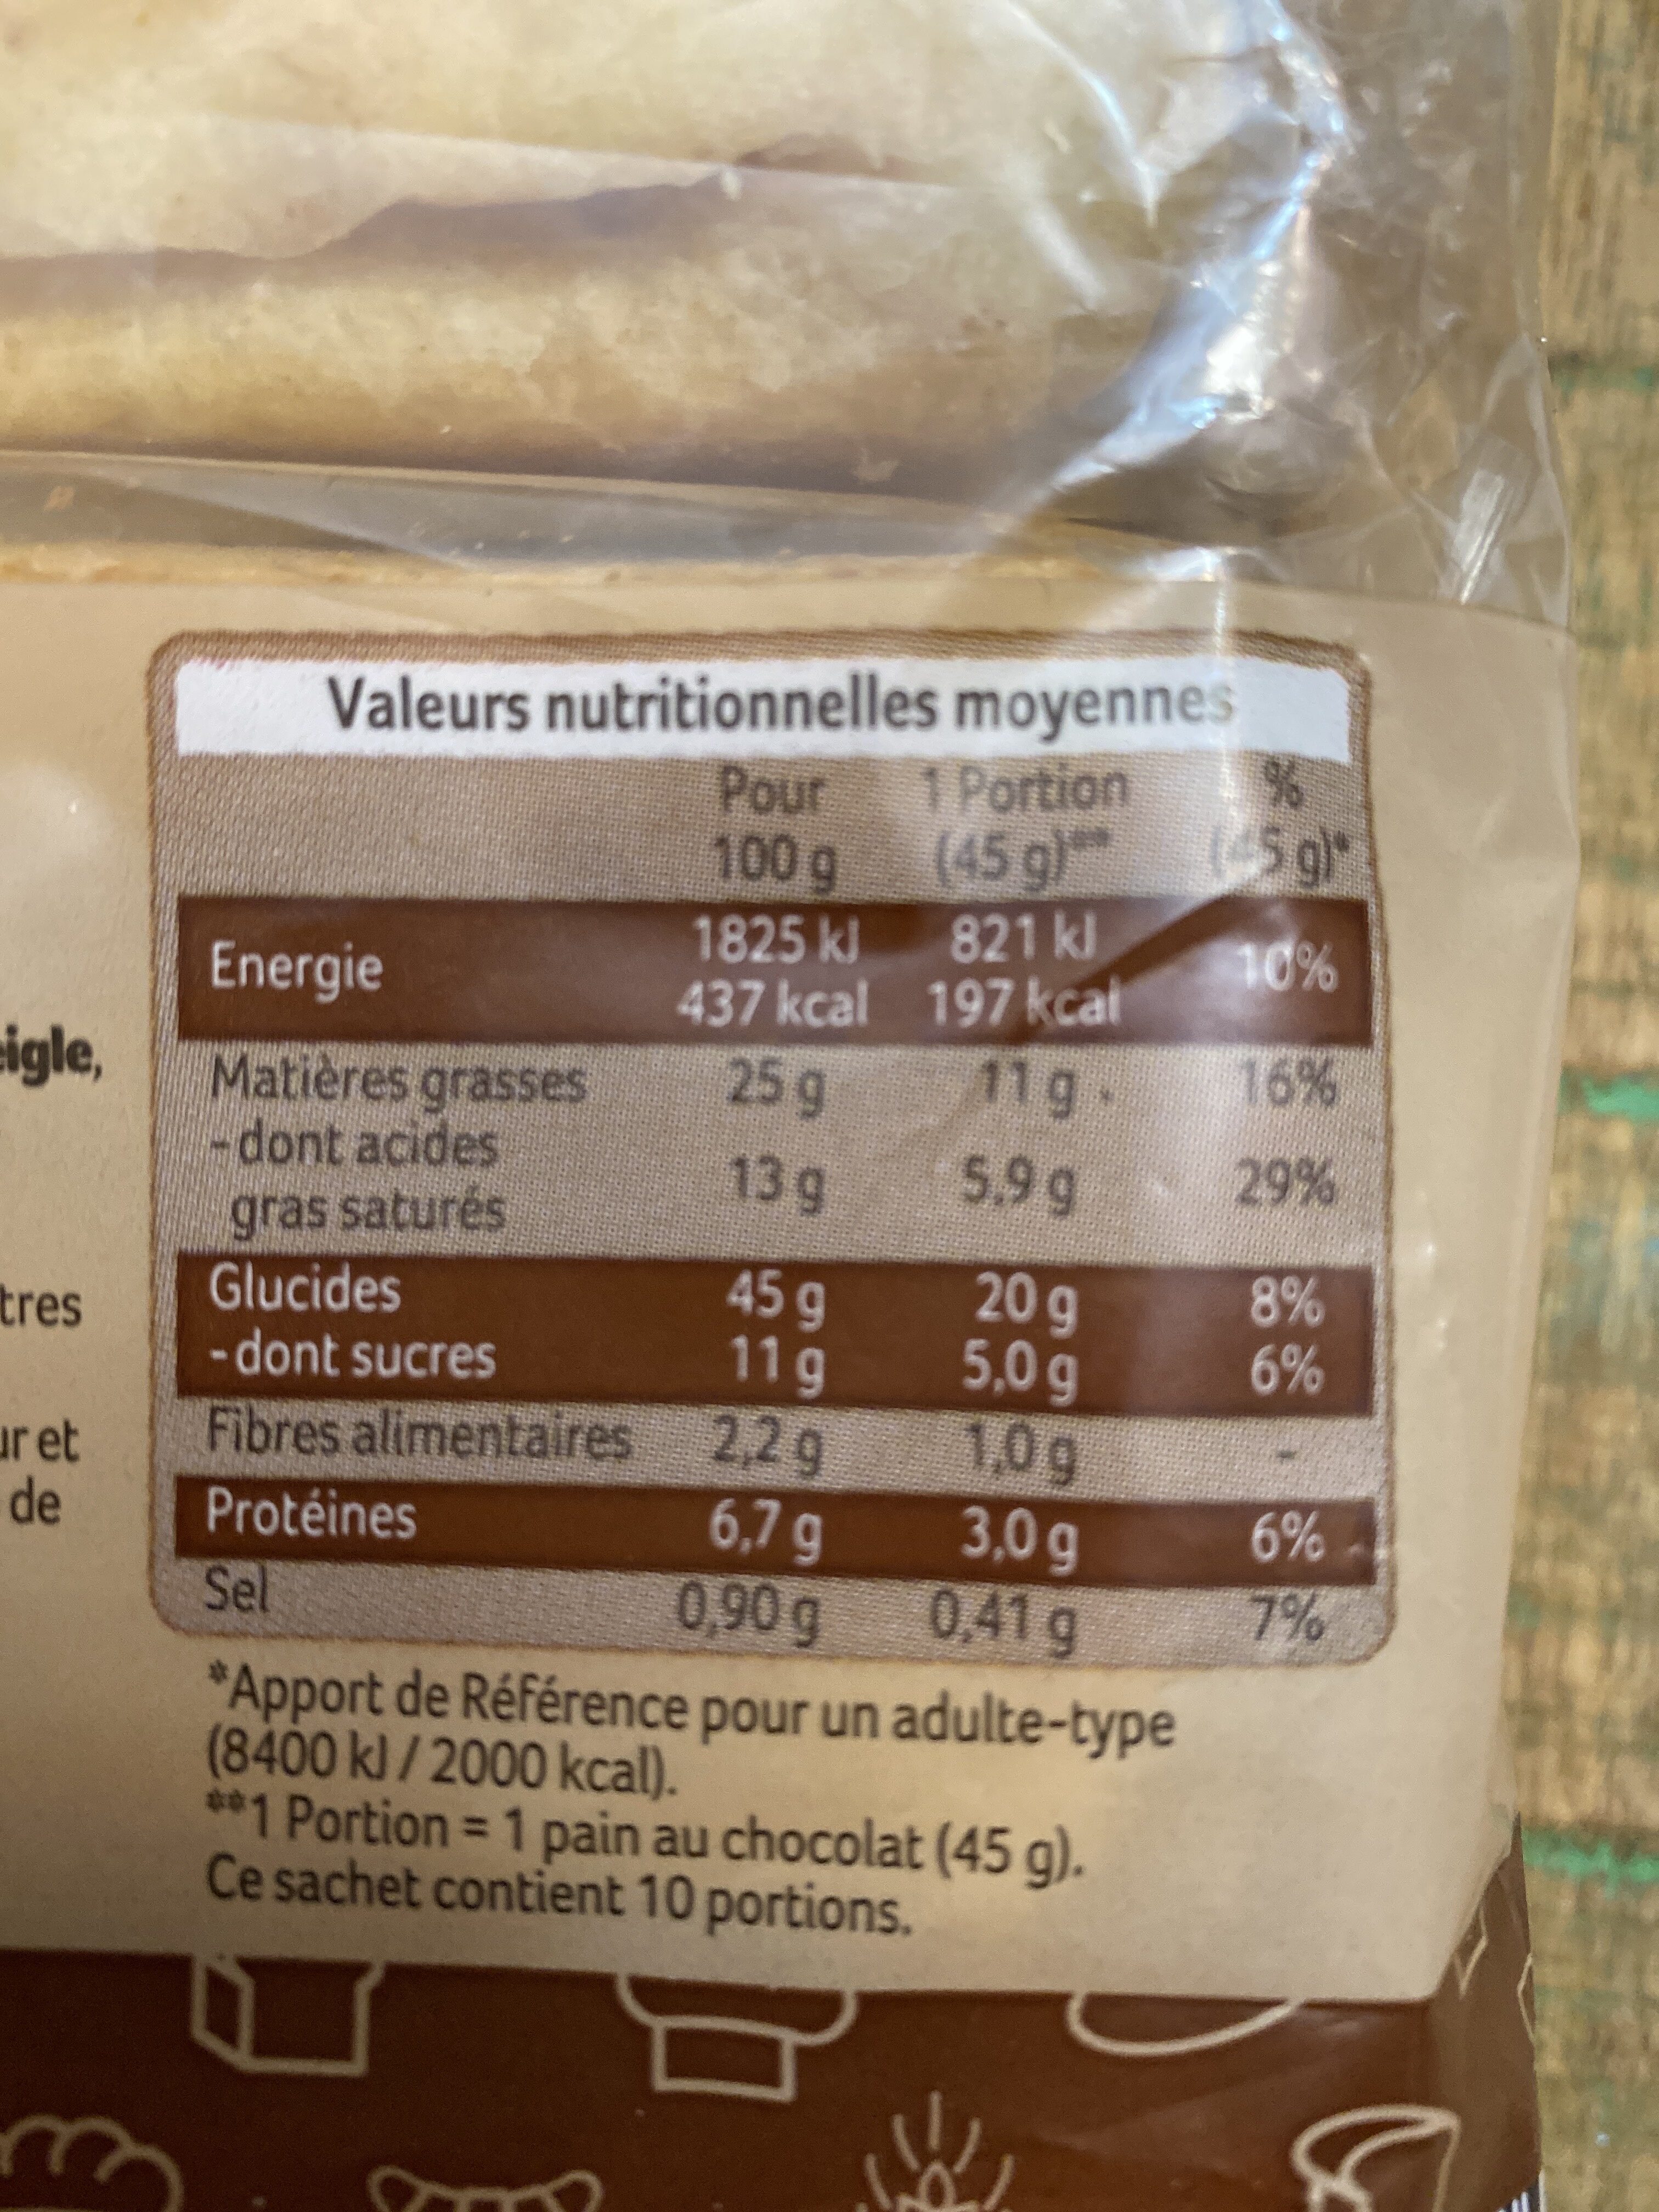 Valeurs nutritionnelles moyennes
Pour 1 Portion %
100 g (45 g)** (45 g)*
Energie 1825 kJ 821 kJ 10%
437 kcal 197 kcal
Matières grasses 25 g 11 g 16%
- dont acides
gras saturés 13 g 5,9 g 29%
Glucides 45 g 20 g 8%
- dont sucres 11 g 5,0 g 6%
Fibres alimentaires 2,2 g 1,0 g -
Protéines 6,7 g 3,0 g 6%
Sel 0,90 g 0,41 g 7%
*Apport de Référence pour un adulte-type
(8400 kJ / 2000 kcal).
**1 Portion = 1 pain au chocolat (45 g).
Ce sachet contient 10 portions.
eigle,
tres
ur et
de